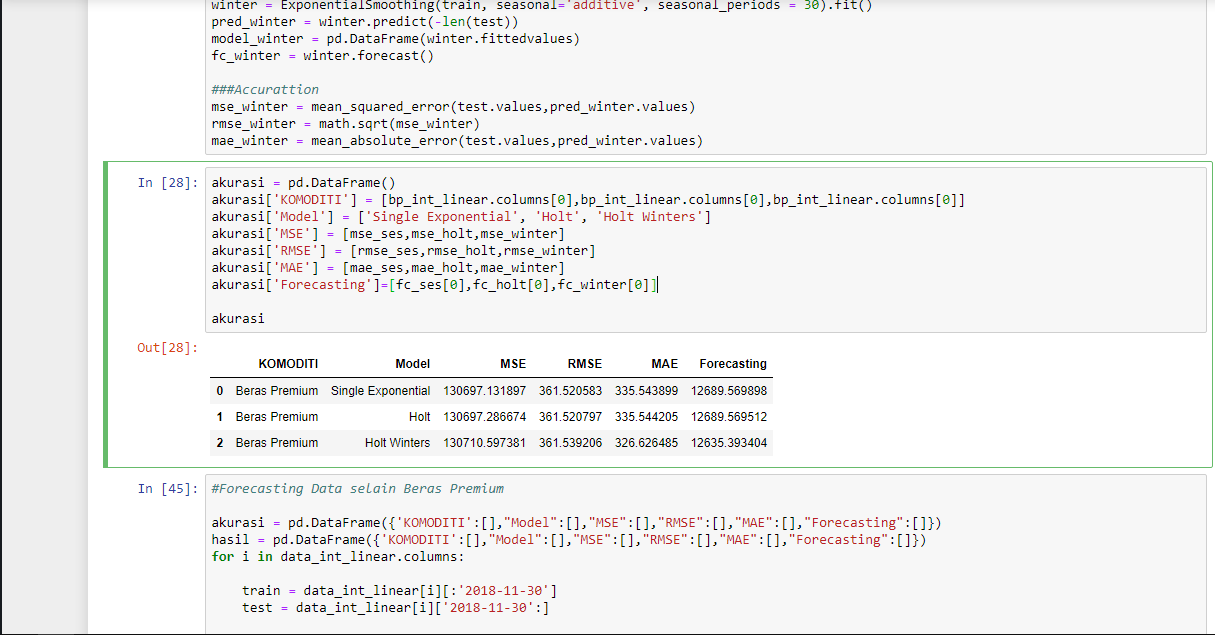 winter = ExponentialSmoothing(train, seasonal='additive', seasonal_periods = 30).fit()
pred_winter = winter.predict(-len(test))
model_winter = pd.DataFrame(winter.fittedvalues)
fc_winter = winter.forecast()
###Accurattion
mse_winter = mean_squared_error(test.values,pred_winter.values)
rmse_winter = math.sqrt(mse_winter)
mae_winter = mean_absolute_error(test.values,pred_winter.values)
In [28]: akurasi = pd.DataFrame()
akurasi['KOMODITI'] = [bp_int_linear.columns[0],bp_int_linear.columns[0],bp_int_linear.columns[0]]
akurasi['Model'] = ['Single Exponential', 'Holt', 'Holt Winters']
akurasi['MSE'] = [mse_ses,mse_holt,mse_winter]
akurasi['RMSE'] = [rmse_ses,rmse_holt,rmse_winter]
akurasi['MAE'] = [mae_ses,mae_holt,mae_winter]
akurasi['Forecasting']=[fc_ses[0],fc_holt[0],fc_winter[0]]
akurasi
Out[28]:
KOMODITI Model MSE RMSE MAE Forecasting
0 Beras Premium Single Exponential 130697.131897 361.520583 335.543899 12689.569898
1 Beras Premium Holt 130697.286674 361.520797 335.544205 12689.569512
2 Beras Premium Holt Winters 130710.597381 361.539206 326.626485 12635.393404
In [45]: #Forecasting Data selain Beras Premium
akurasi = pd.DataFrame({'KOMODITI':[],"Model":[],"MSE":[],"RMSE":[],"MAE":[],"Forecasting":[]})
hasil = pd.DataFrame({'KOMODITI':[],"Model":[],"MSE":[],"RMSE":[],"MAE":[],"Forecasting":[]})
for i in data_int_linear.columns:
train = data_int_linear[i][:'2018-11-30']
test = data_int_linear[i]['2018-11-30':]